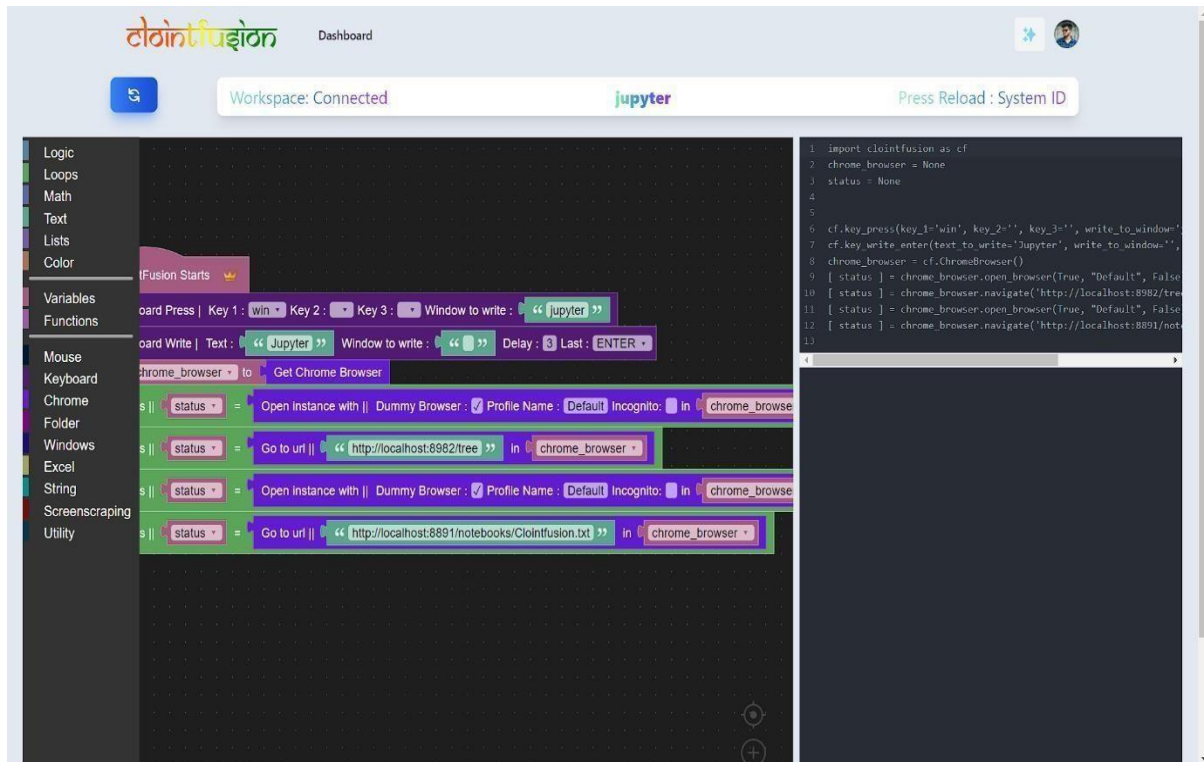 clointfusion Dashboard
Workspace: Connected jupyter Press Reload : System ID
Logic
Loops
Math
Text
Lists
Color
Variables
Functions
Mouse
Keyboard
Chrome
Folder
Windows
Excel
String
Screenscraping
Utility
tFusion Starts
oard Press | Key 1 : win Key 2 : Key 3 : Window to write : “ jupyter ”
oard Write | Text : “ Jupyter ” Window to write : “ ” Delay : 3 Last : ENTER
chrome_browser to Get Chrome Browser
s || status = Open instance with || Dummy Browser : ✓ Profile Name : Default Incognito: in chrome_browse
s || status = Go to url || “ http://localhost:8982/tree ” in chrome_browser
s || status = Open instance with || Dummy Browser : ✓ Profile Name : Default Incognito: in chrome_browse
s || status = Go to url || “ http://localhost:8891/notebooks/Clointfusion.txt ” in chrome_browser
1 import clointfusion as cf
2 chrome_browser = None
3 status = None
4
5
6 cf.key_press(key_1='win', key_2='', key_3='', write_to_window='
7 cf.key_write_enter(text_to_write='Jupyter', write_to_window='',
8 chrome_browser = cf.ChromeBrowser()
9 [ status ] = chrome_browser.open_browser(True, "Default", False
10 [ status ] = chrome_browser.navigate('http://localhost:8982/tre
11 [ status ] = chrome_browser.open_browser(True, "Default", False
12 [ status ] = chrome_browser.navigate('http://localhost:8891/not
13